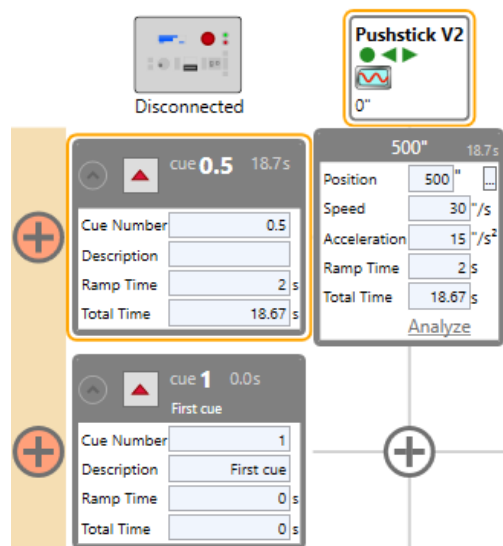 Disconnected
Pushstick V2
0"
cue 0.5 18.7s
Cue Number 0.5
Description
Ramp Time 2 s
Total Time 18.67 s
500" 18.7s
Position 500 " ...
Speed 30 "/s
Acceleration 15 "/s²
Ramp Time 2 s
Total Time 18.67 s
Analyze
cue 1 0.0s
First cue
Cue Number 1
Description First cue
Ramp Time 0 s
Total Time 0 s